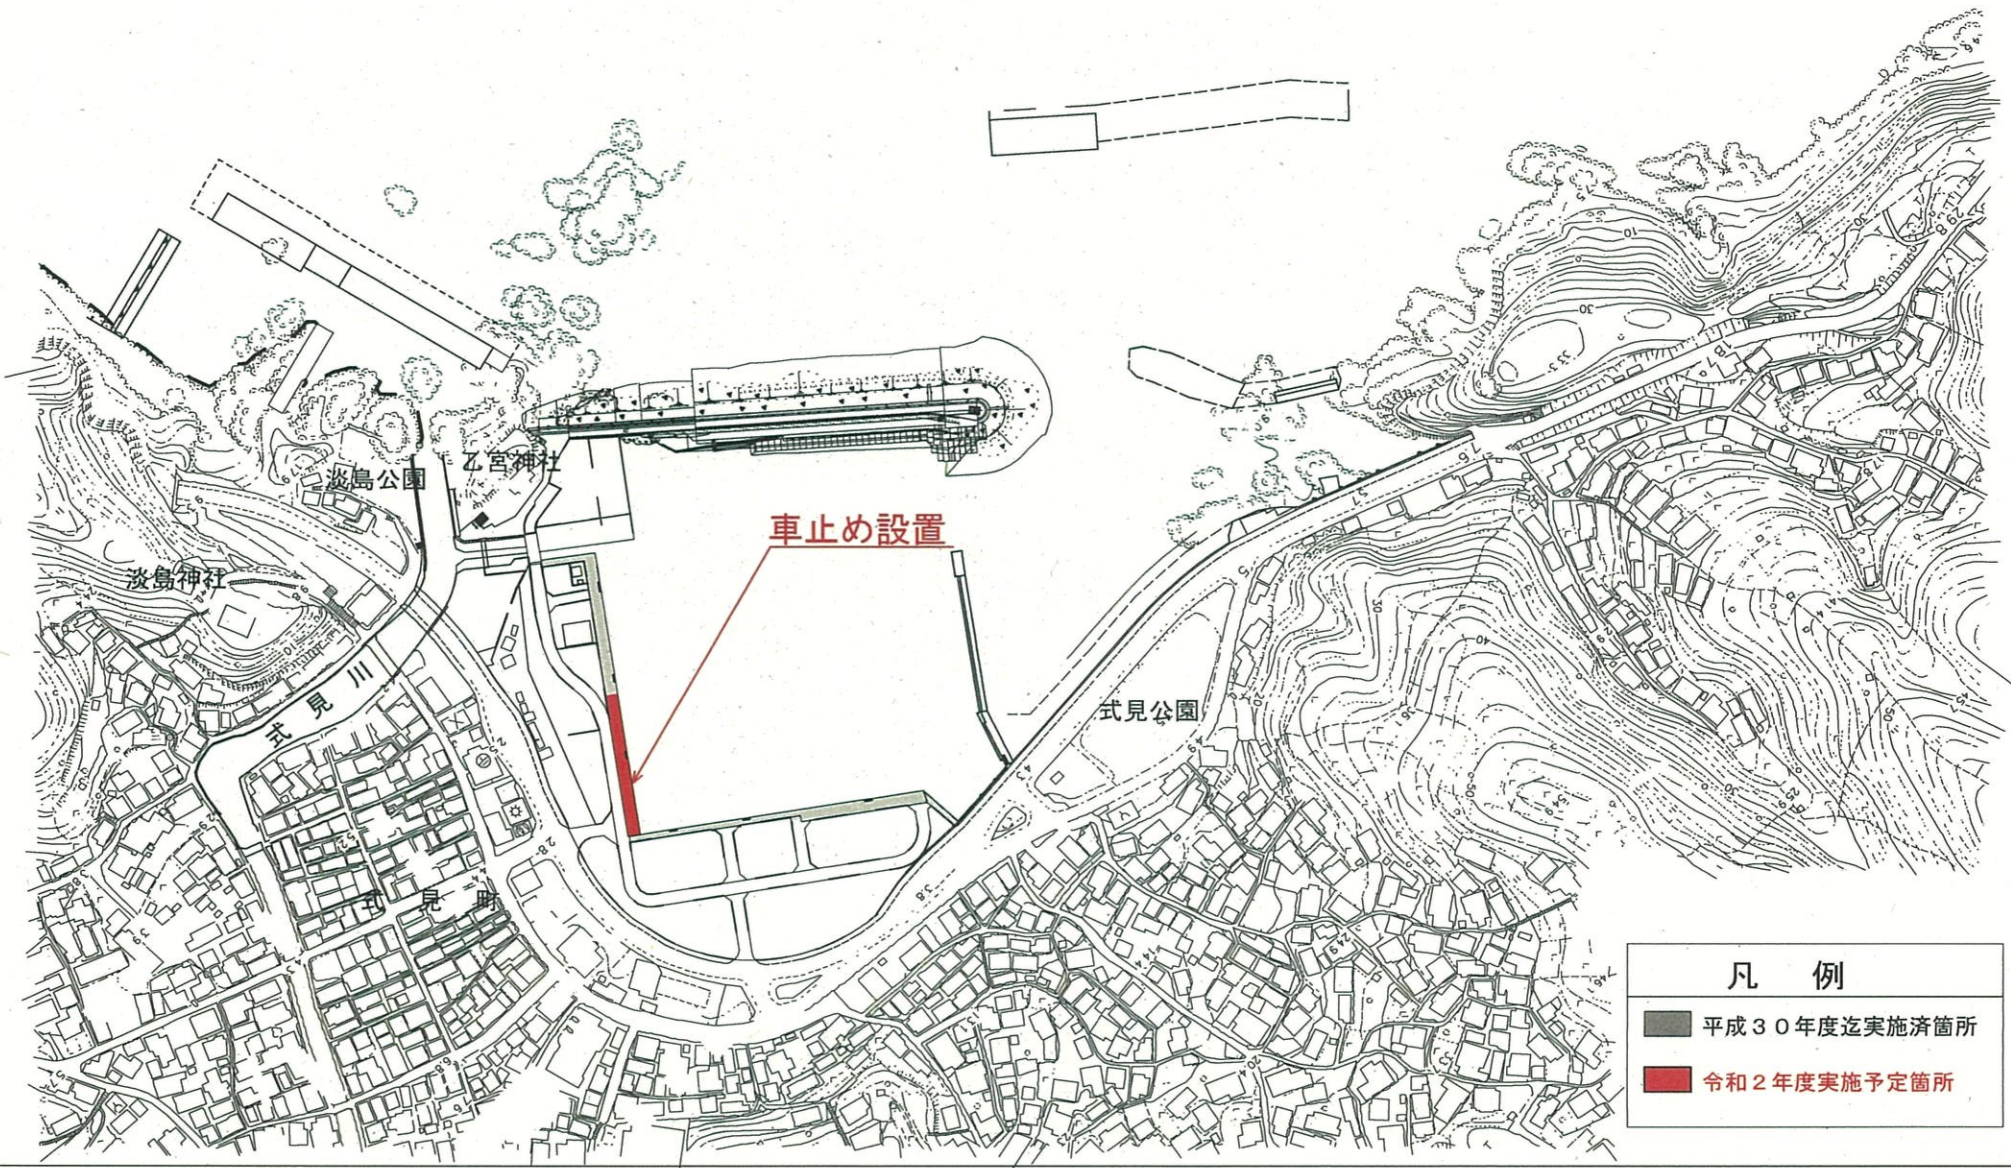 乙宮神社
淡島公園
車止め設置
淡島神社
式見川
式見公園
式見町
凡 例
平成30年度迄実施済箇所
令和2年度実施予定箇所